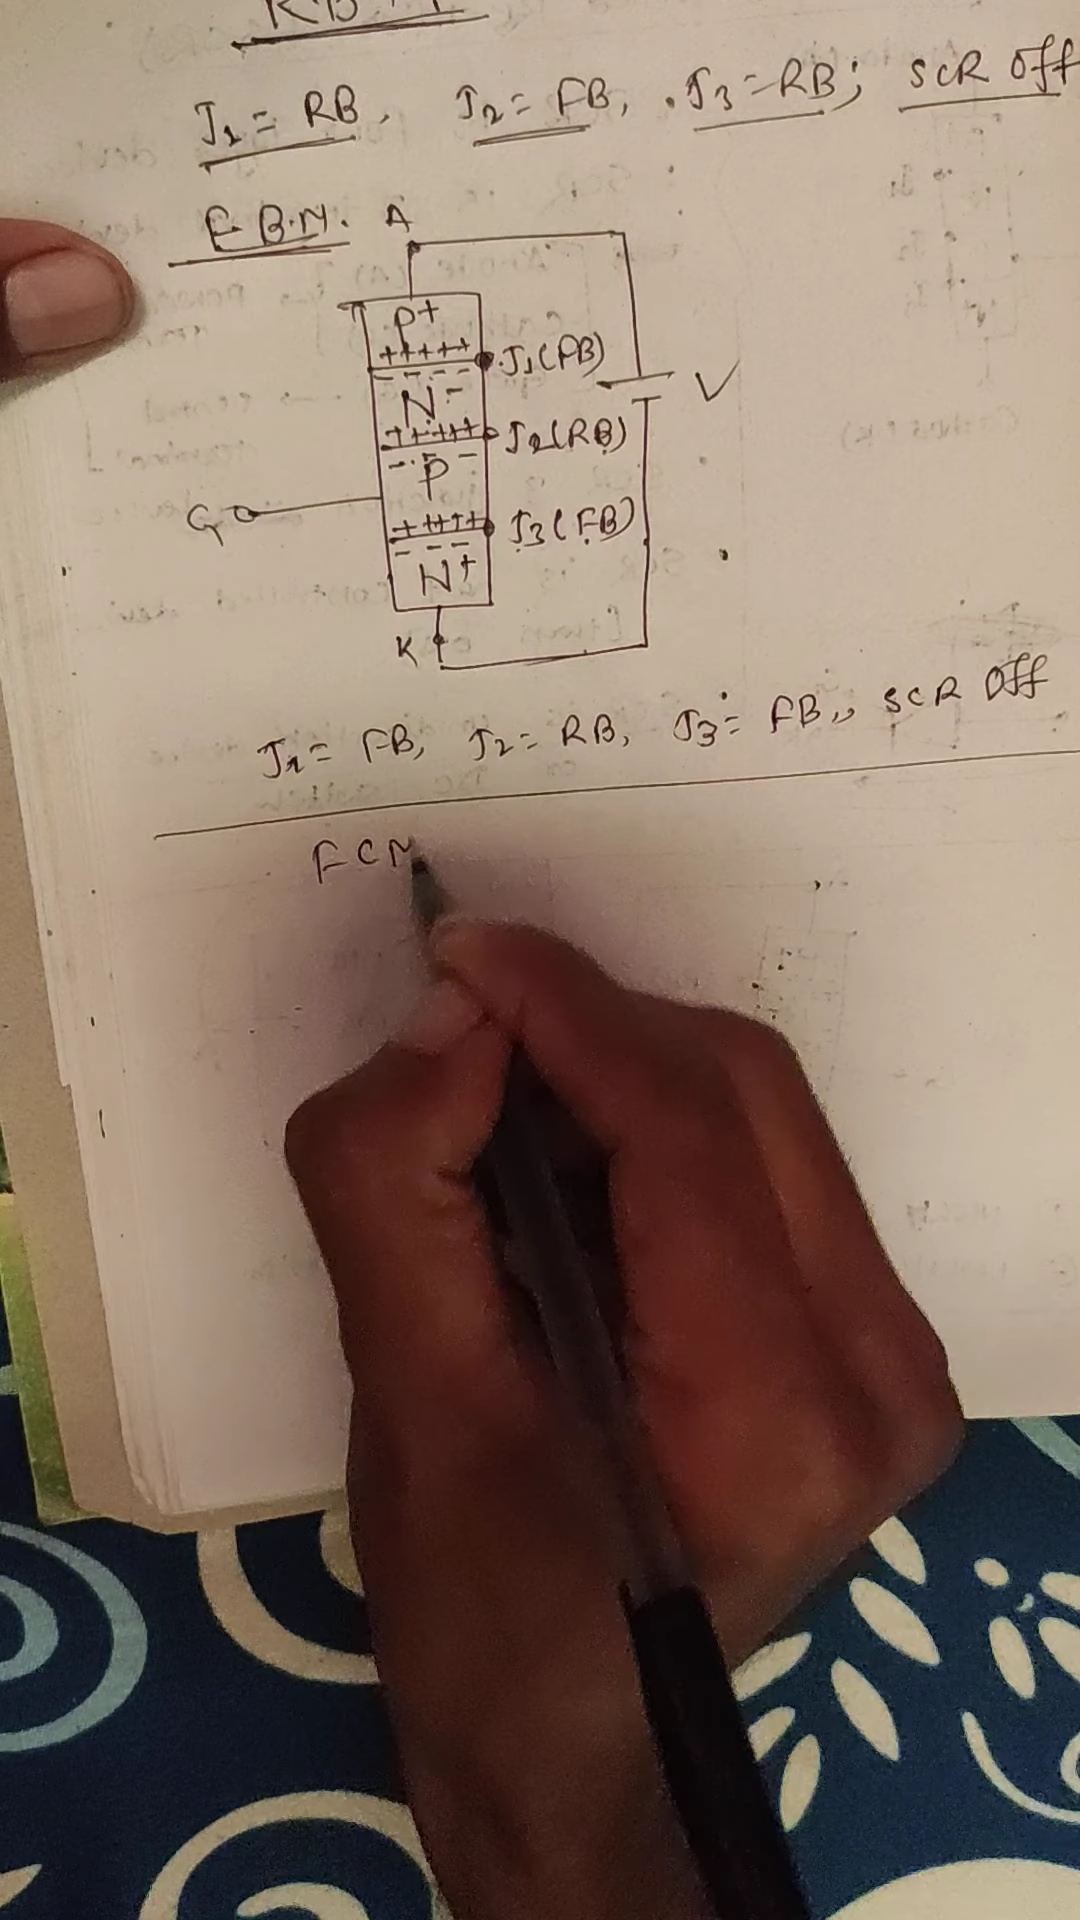 R.B.M
J1 = RB, J2 = FB, J3 = RB; SCR Off
F.B.M. A
P+
+++++ J1(FB)
- - - - -
N- V
+++++ J2(RB)
- - - -
P
G
+++++ J3(FB)
- - -
N+
K
J1 = FB, J2 = RB, J3 = FB,, SCR Off
FCM